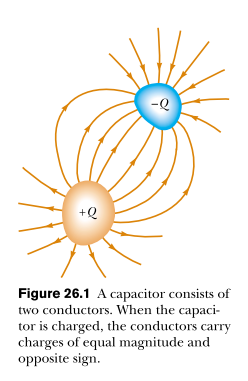 −Q
+Q
Figure 26.1 A capacitor consists of
two conductors. When the capaci-
tor is charged, the conductors carry
charges of equal magnitude and
opposite sign.